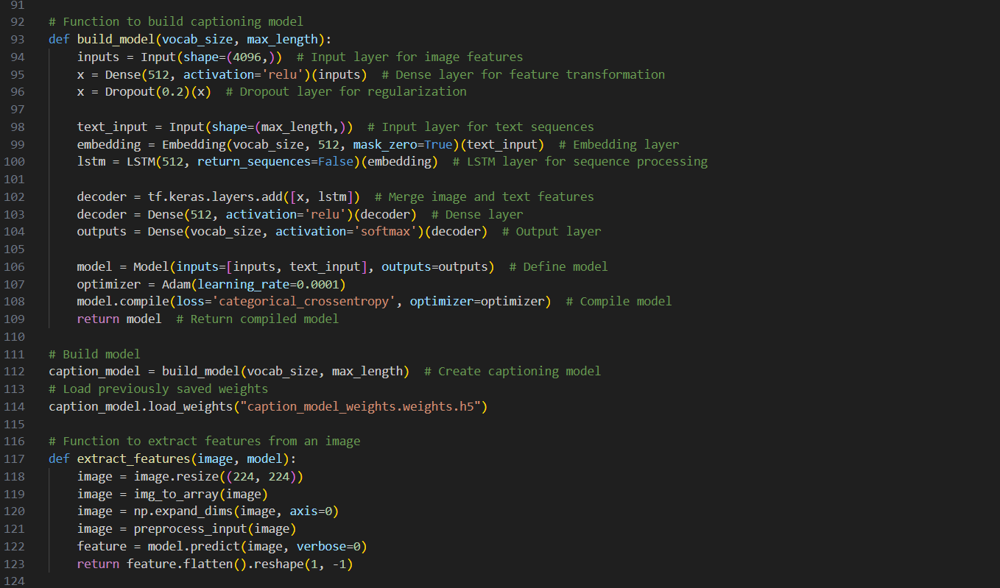 91
92 # Function to build captioning model
93 def build_model(vocab_size, max_length):
94     inputs = Input(shape=(4096,))  # Input layer for image features
95     x = Dense(512, activation='relu')(inputs)  # Dense layer for feature transformation
96     x = Dropout(0.2)(x)  # Dropout layer for regularization
97
98     text_input = Input(shape=(max_length,))  # Input layer for text sequences
99     embedding = Embedding(vocab_size, 512, mask_zero=True)(text_input)  # Embedding layer
100     lstm = LSTM(512, return_sequences=False)(embedding)  # LSTM layer for sequence processing
101
102     decoder = tf.keras.layers.add([x, lstm])  # Merge image and text features
103     decoder = Dense(512, activation='relu')(decoder)  # Dense layer
104     outputs = Dense(vocab_size, activation='softmax')(decoder)  # Output layer
105
106     model = Model(inputs=[inputs, text_input], outputs=outputs)  # Define model
107     optimizer = Adam(learning_rate=0.0001)
108     model.compile(loss='categorical_crossentropy', optimizer=optimizer)  # Compile model
109     return model  # Return compiled model
110
111 # Build model
112 caption_model = build_model(vocab_size, max_length)  # Create captioning model
113 # Load previously saved weights
114 caption_model.load_weights("caption_model_weights.weights.h5")
115
116 # Function to extract features from an image
117 def extract_features(image, model):
118     image = image.resize((224, 224))
119     image = img_to_array(image)
120     image = np.expand_dims(image, axis=0)
121     image = preprocess_input(image)
122     feature = model.predict(image, verbose=0)
123     return feature.flatten().reshape(1, -1)
124